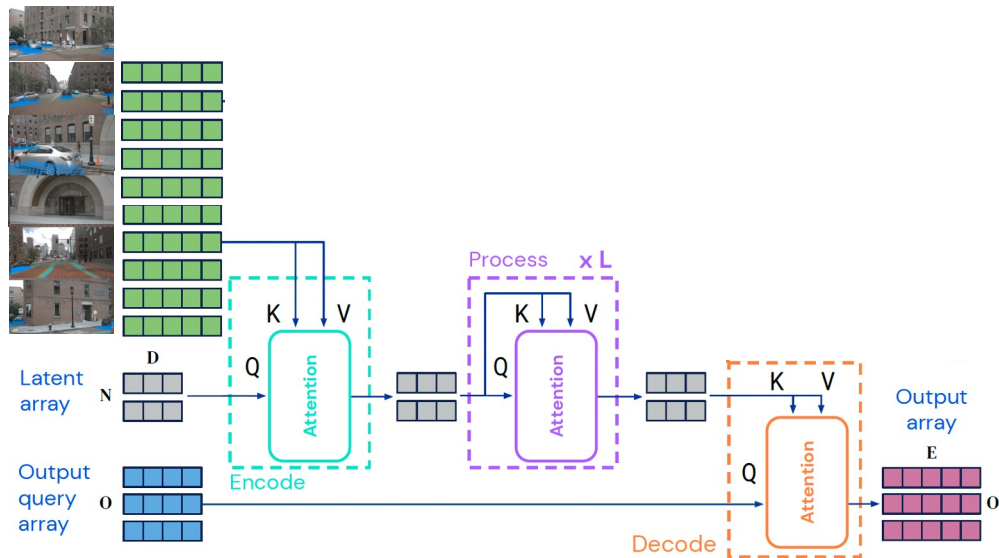 Process x L
K V
K V
D
Q
Q
Latent
array
N
Attention
Attention
K V
Output
array
E
Encode
Output
query
array
O
Q
Attention
O
Decode